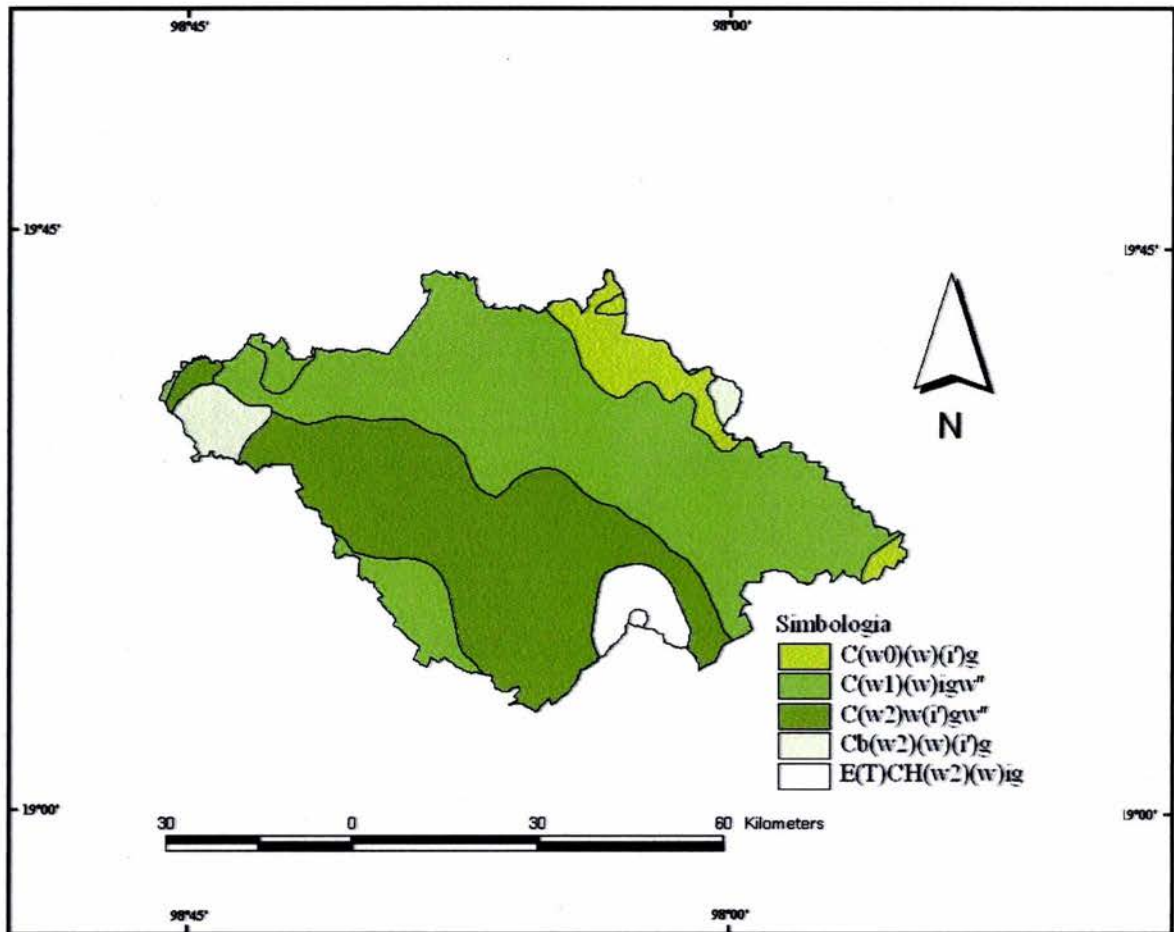 98°45'
98°00'
19°45'
19°45'
N
Simbologia
C(w0)(w)(i')g
C(w1)(w)igw"
C(w2)w(i')gw"
Cb(w2)(w)(i')g
E(T)CH(w2)(w)ig
19°00'
19°00'
30 0 30 60 Kilometers
98°45'
98°00'